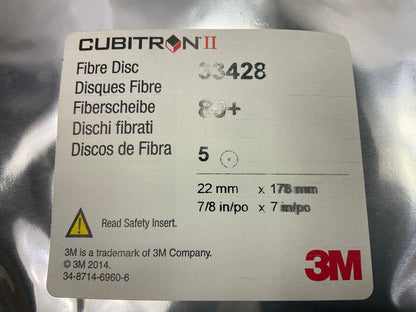 CUBITRON™ II
Fibre Disc 33428
Disques Fibre
Fiberscheibe 80+
Dischi fibrati
Discos de Fibra 5
22 mm x 178 mm
7/8 in/po x 7 in/po
Read Safety Insert.
3M is a trademark of 3M Company.
© 3M 2014.
34-8714-6960-6
3M